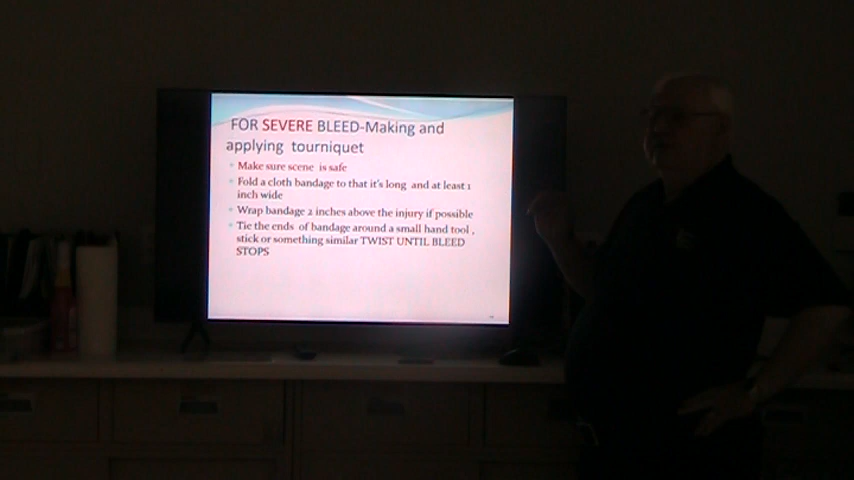 FOR SEVERE BLEED-Making and
applying tourniquet
Make sure scene is safe
Fold a cloth bandage to that it's long and at least 1
inch wide
Wrap bandage 2 inches above the injury if possible
Tie the ends of bandage around a small hand tool ,
stick or something similar TWIST UNTIL BLEED
STOPS